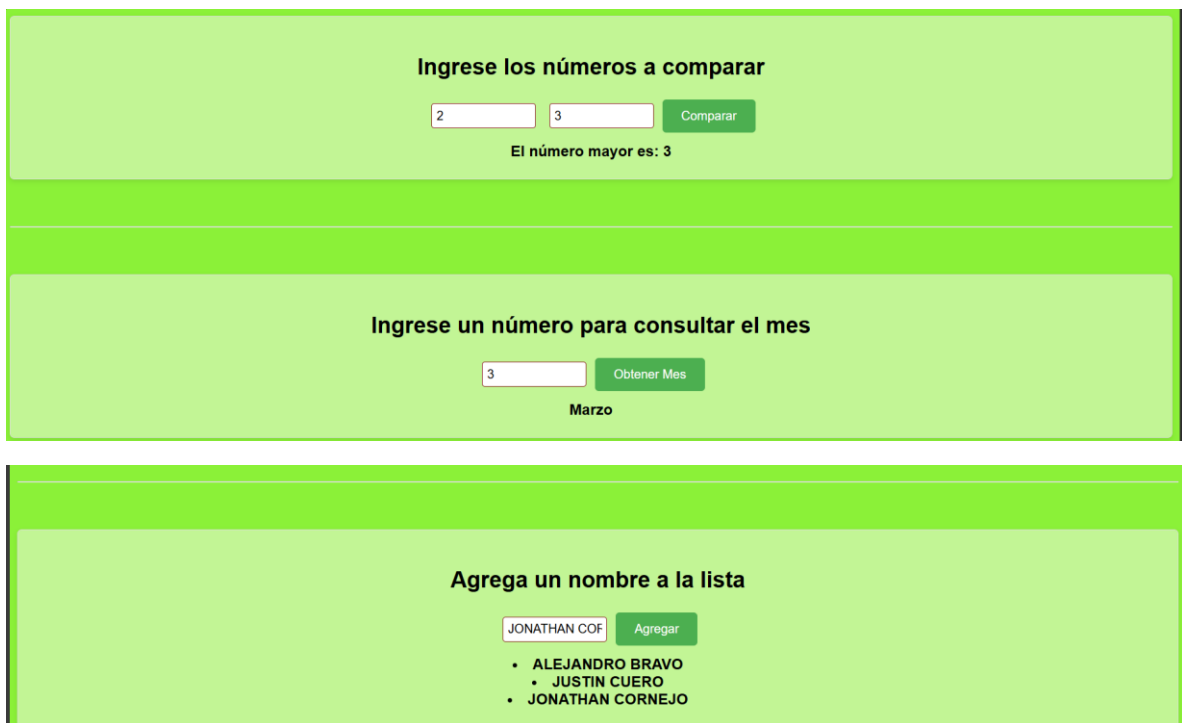 Ingrese los números a comparar
2 3 Comparar
El número mayor es: 3
Ingrese un número para consultar el mes
3 Obtener Mes
Marzo
Agrega un nombre a la lista
JONATHAN COF Agregar
• ALEJANDRO BRAVO
• JUSTIN CUERO
• JONATHAN CORNEJO